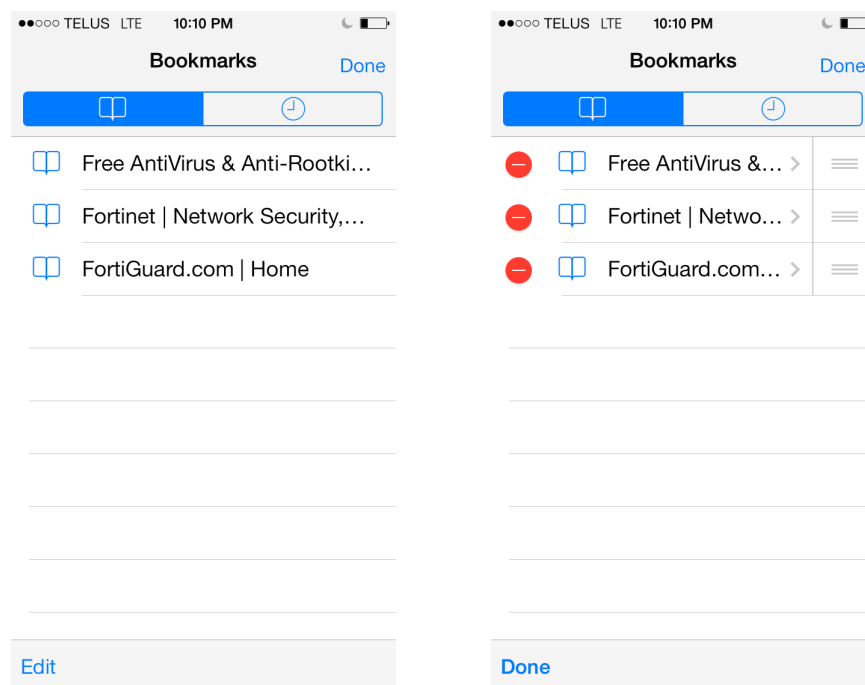 TELUS LTE 10:10 PM
Bookmarks
Done
Free AntiVirus & Anti-Rootki...
Fortinet | Network Security,...
FortiGuard.com | Home
Edit
TELUS LTE 10:10 PM
Bookmarks
Done
Free AntiVirus &...
Fortinet | Netwo...
FortiGuard.com...
Done